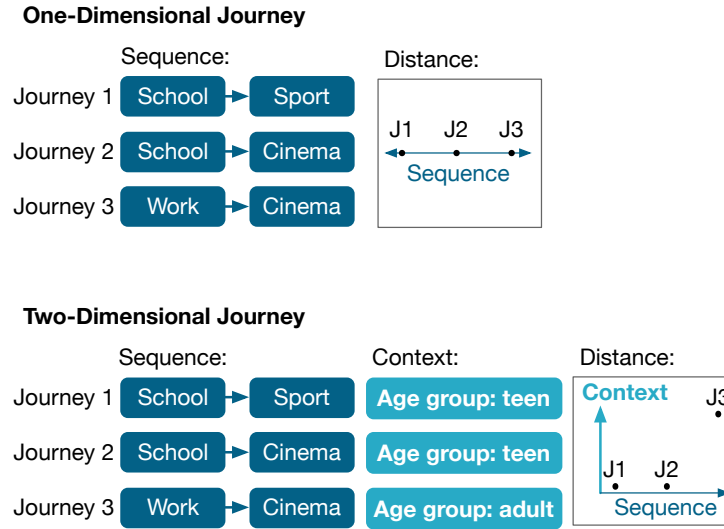 One-Dimensional Journey
Sequence: Distance:
Journey 1 School Sport
Journey 2 School Cinema
Journey 3 Work Cinema
J1 J2 J3
Sequence
Two-Dimensional Journey
Sequence: Context: Distance:
Journey 1 School Sport Age group: teen
Journey 2 School Cinema Age group: teen
Journey 3 Work Cinema Age group: adult
Context
J3
J1 J2
Sequence